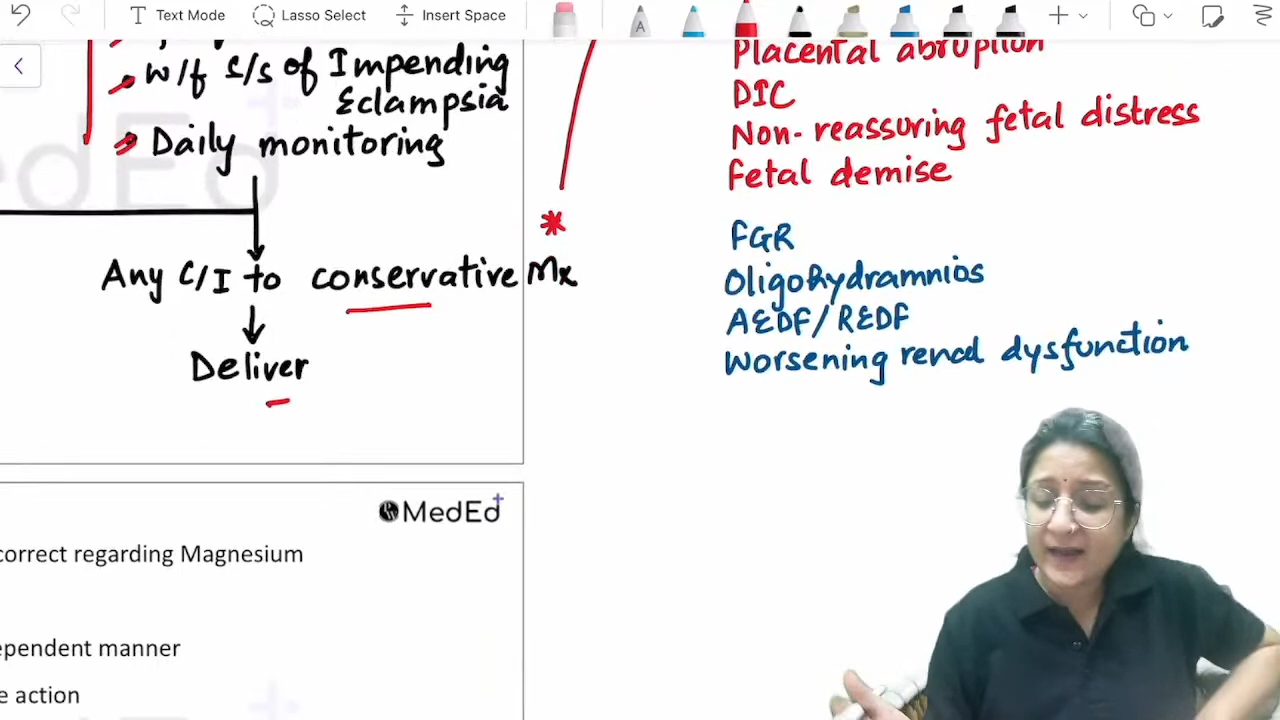 Text Mode
Lasso Select
Insert Space
A
w/f c/s of Impending
Eclampsia
Daily monitoring
Any C/I to conservative Mx
Deliver
Placental abruption
DIC
Non-reassuring fetal distress
Fetal demise
*
FGR
Oligohydramnios
AEDF/REDF
Worsening renal dysfunction
MedEd+
correct regarding Magnesium
ependent manner
e action
edEd